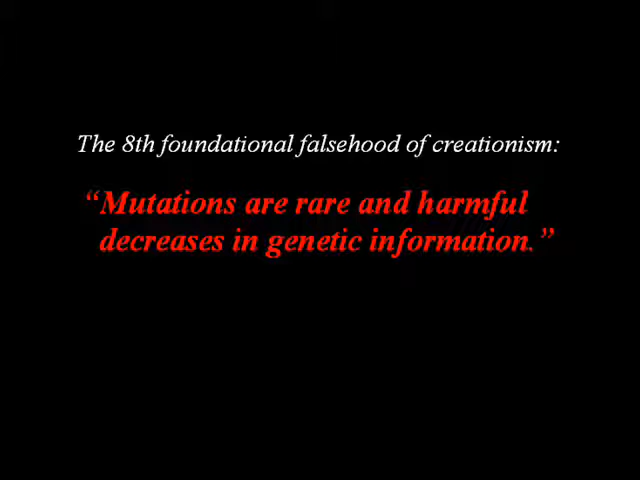 The 8th foundational falsehood of creationism:
“Mutations are rare and harmful
decreases in genetic information.”